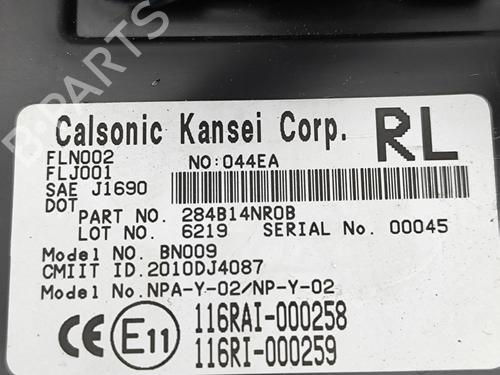 Calsonic Kansei Corp. RL
FLN002 NO:044EA
FLJ001
SAE J1690
DOT
PART NO. 284B14NR0B
LOT NO. 6219 SERIAL No. 00045
Model NO. BN009
CMIIT ID.2010DJ4087
Model No.NPA-Y-02/NP-Y-02
CE E11 116RAI-000258
116RI-000259
B-PARTS